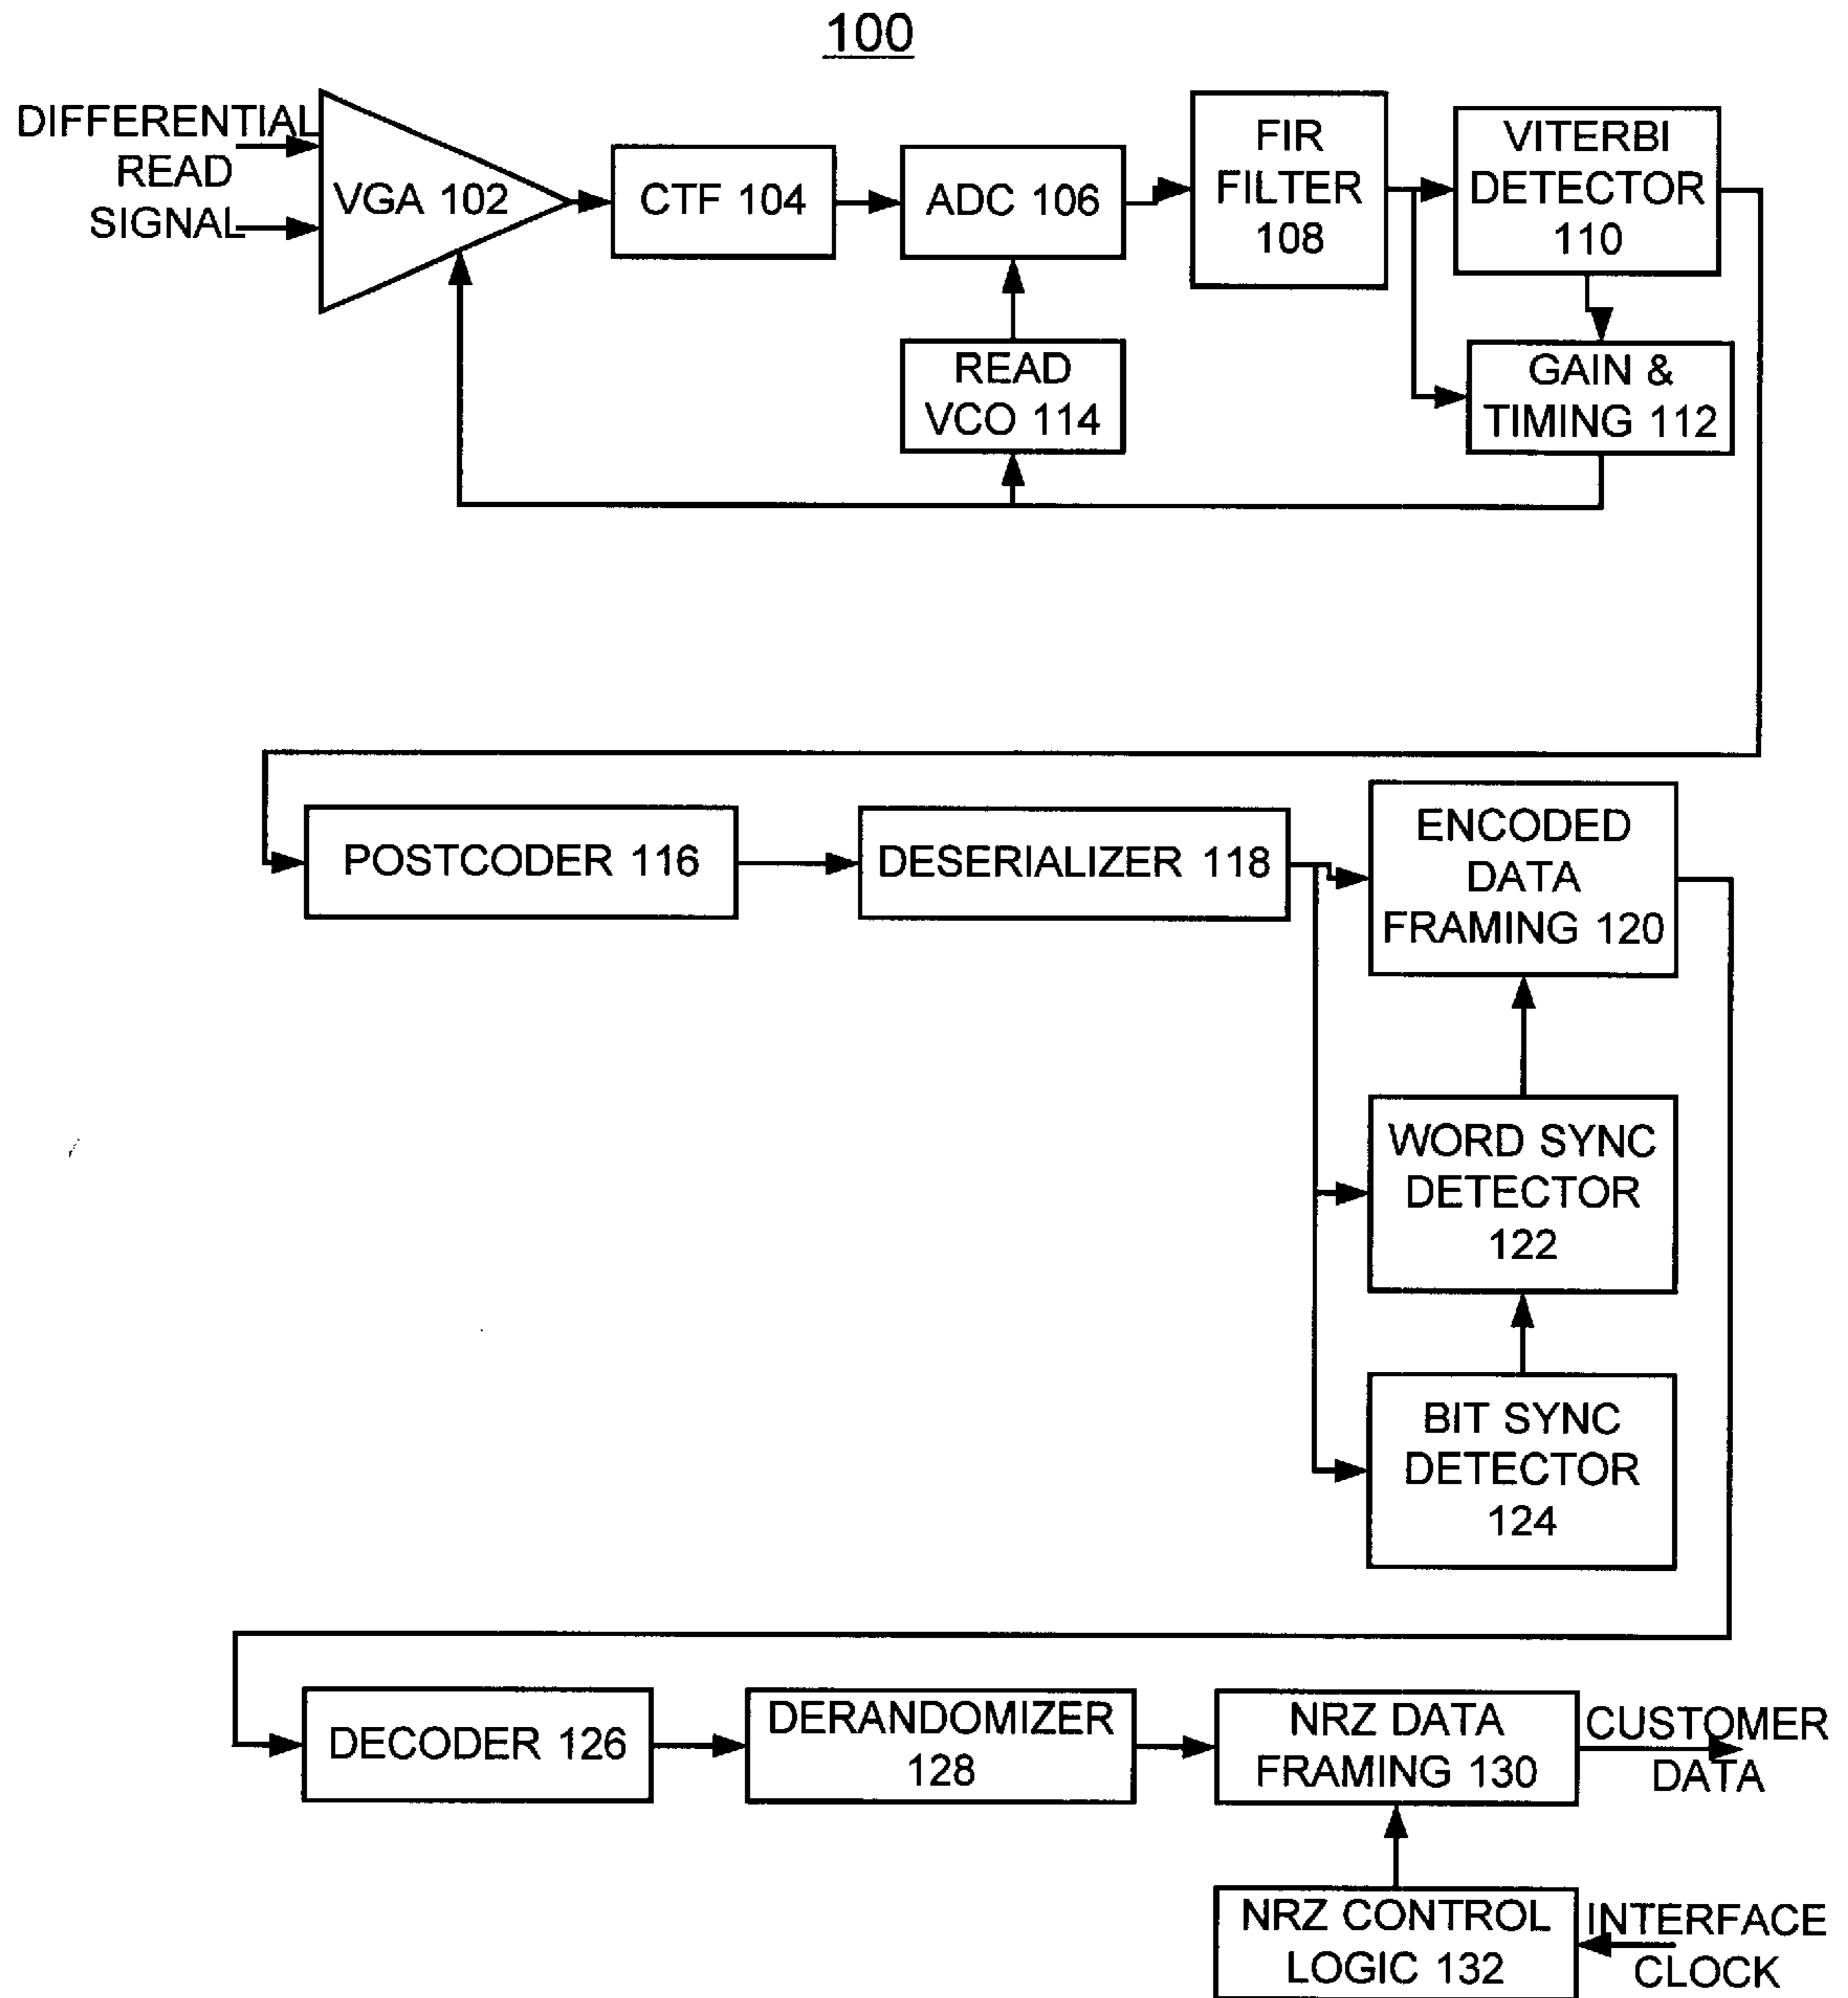 100
DIFFERENTIAL
READ
SIGNAL
VGA 102
CTF 104
ADC 106
FIR
FILTER
108
VITERBI
DETECTOR
110
READ
VCO 114
GAIN &
TIMING 112
POSTCODER 116
DESERIALIZER 118
ENCODED
DATA
FRAMING 120
WORD SYNC
DETECTOR
122
BIT SYNC
DETECTOR
124
DECODER 126
DERANDOMIZER
128
NRZ DATA
FRAMING 130
CUSTOMER
DATA
NRZ CONTROL
LOGIC 132
INTERFACE
CLOCK